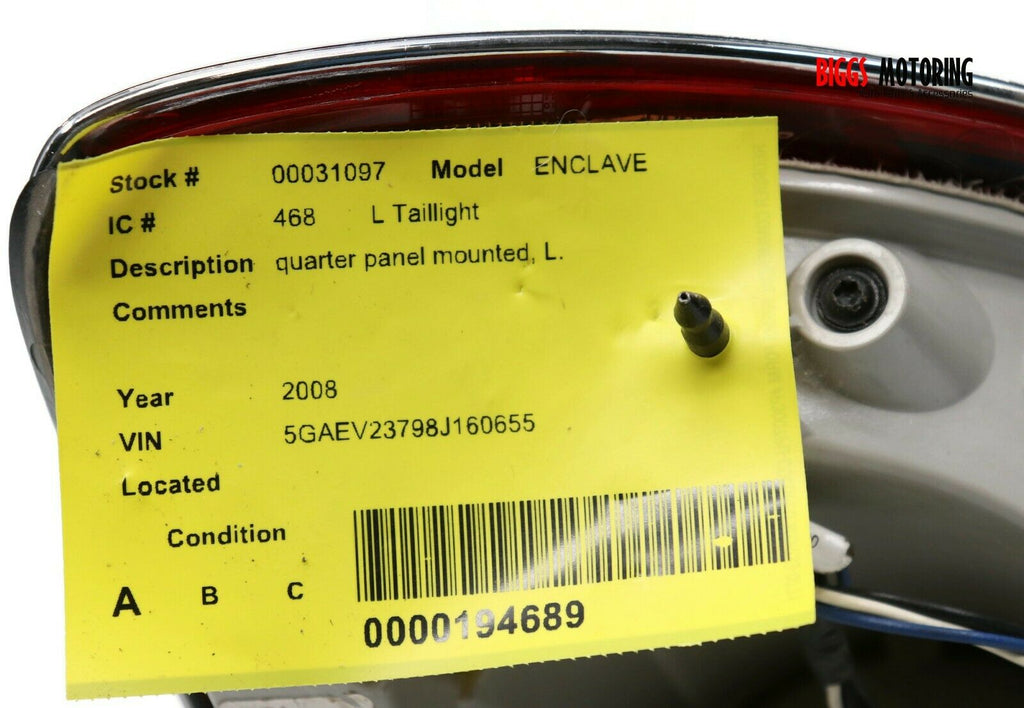 BIGGS MOTORING
Stock # 00031097 Model ENCLAVE
IC # 468 L Taillight
Description quarter panel mounted, L.
Comments
Year 2008
VIN 5GAEV23798J160655
Located
Condition
A B C
0000194689